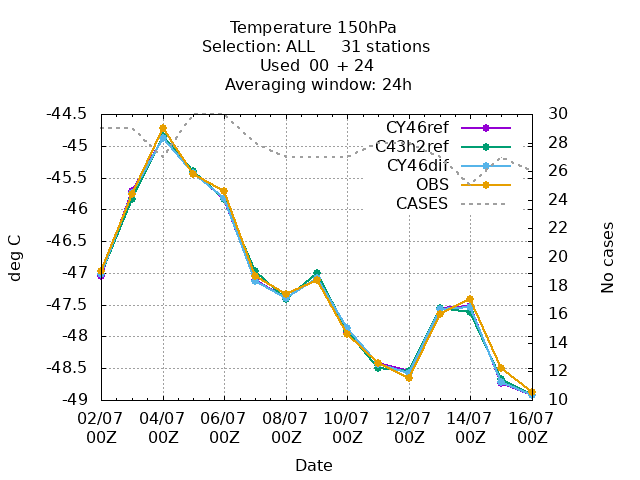 Temperature 150hPa
Selection: ALL     31 stations
Used  00 + 24
Averaging window: 24h
-44.5
-45
-45.5
-46
-46.5
-47
-47.5
-48
-48.5
-49
deg C
CY46ref
C43h2ref
CY46dif
OBS
CASES
30
28
26
24
22
20
18
16
14
12
10
No cases
02/07 04/07 06/07 08/07 10/07 12/07 14/07 16/07
00Z 00Z 00Z 00Z 00Z 00Z 00Z 00Z
Date